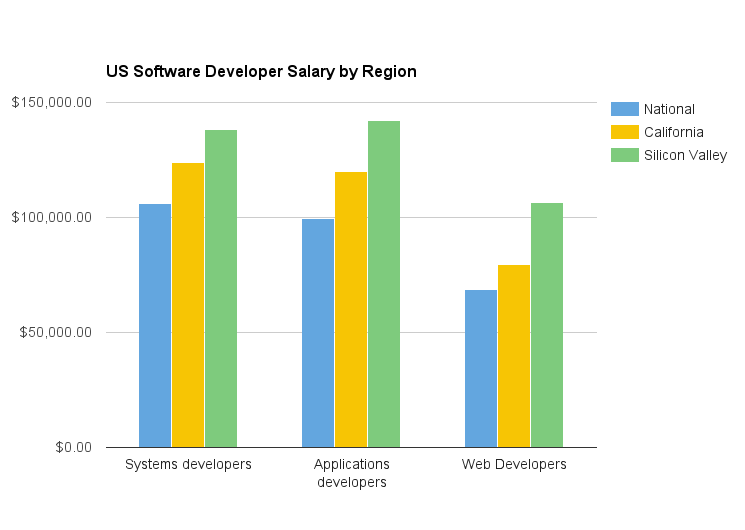 US Software Developer Salary by Region
$150,000.00
$100,000.00
$50,000.00
$0.00
National
California
Silicon Valley
Systems developers
Applications
developers
Web Developers